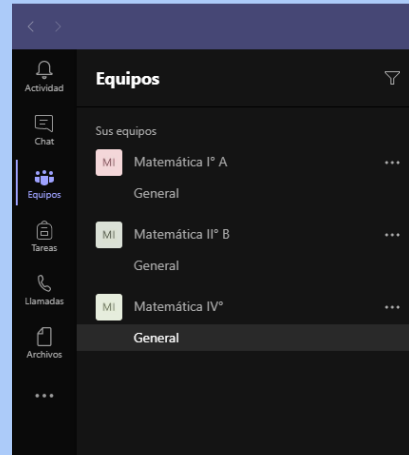 Actividad
Chat
Equipos
Tareas
Llamadas
Archivos
Equipos
Sus equipos
MI Matemática I° A
General
MI Matemática II° B
General
MI Matemática IV°
General